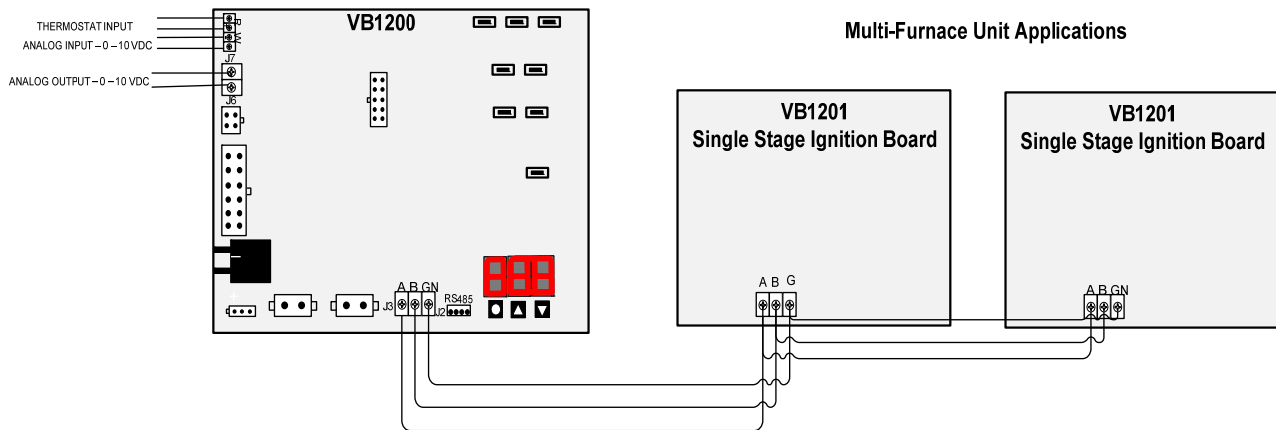 VB1200
Multi-Furnace Unit Applications
THERMOSTAT INPUT
ANALOG INPUT – 0 – 10 VDC
J7
ANALOG OUTPUT – 0 – 10 VDC
J6
VB1201
Single Stage Ignition Board
VB1201
Single Stage Ignition Board
A B GN
J3
J2
RS485
A B G
A B GN